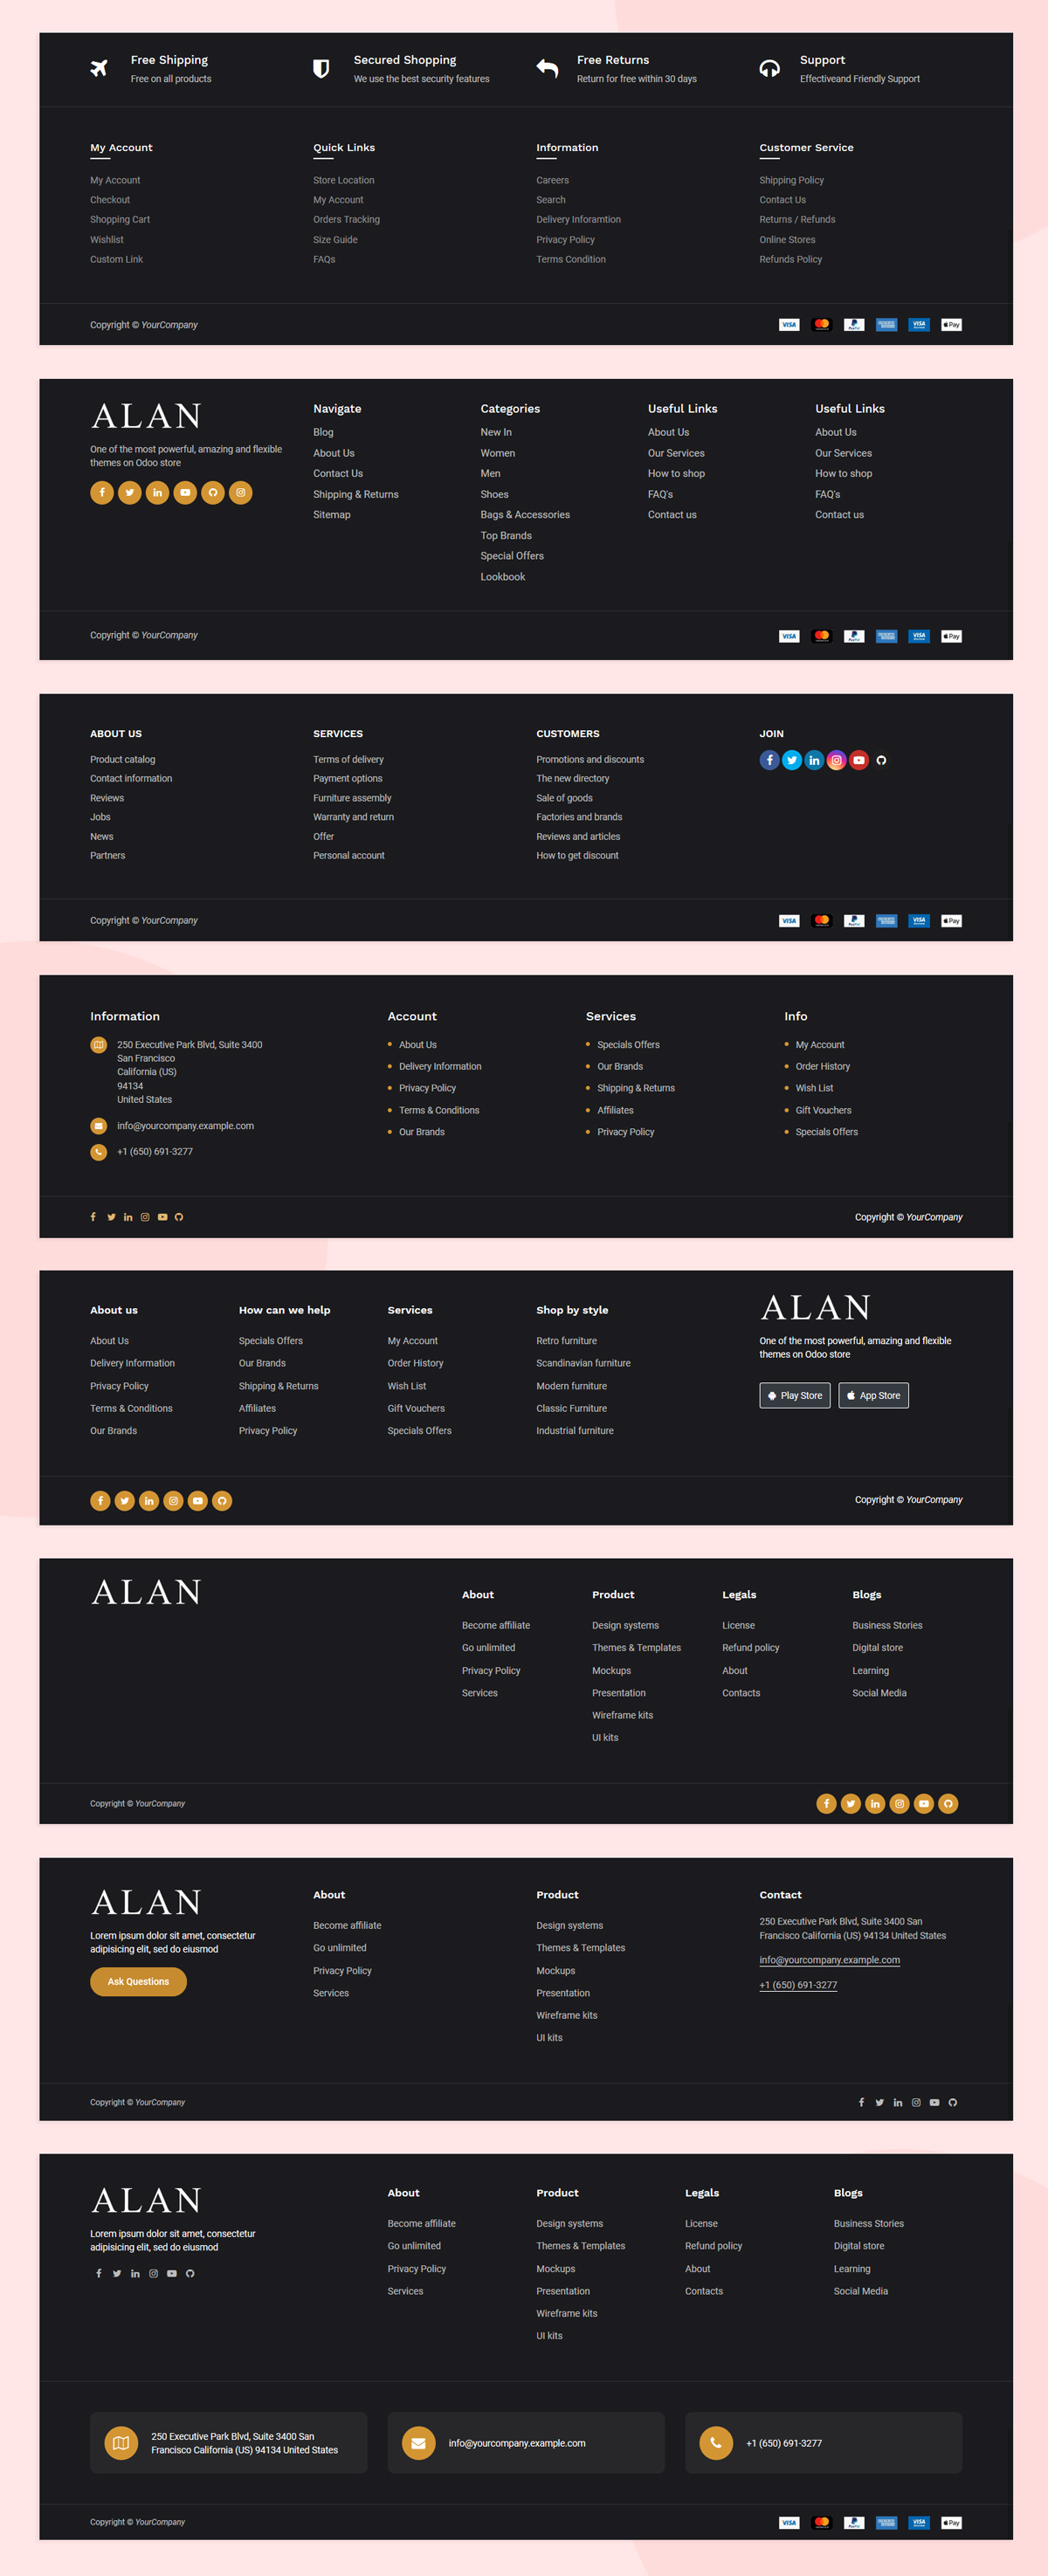 Free Shipping
Free on all products
Secured Shopping
We use the best security features
Free Returns
Return for free within 30 days
Support
Effectiveand Friendly Support
My Account
My Account
Checkout
Shopping Cart
Wishlist
Custom Link
Quick Links
Store Location
My Account
Orders Tracking
Size Guide
FAQs
Information
Careers
Search
Delivery Inforamtion
Privacy Policy
Terms Condition
Customer Service
Shipping Policy
Contact Us
Returns / Refunds
Online Stores
Refunds Policy
Copyright © YourCompany
VISA
PayPal
VISA
Pay
ALAN
One of the most powerful, amazing and flexible
themes on Odoo store
Navigate
Blog
About Us
Contact Us
Shipping & Returns
Sitemap
Categories
New In
Women
Men
Shoes
Bags & Accessories
Top Brands
Special Offers
Lookbook
Useful Links
About Us
Our Services
How to shop
FAQ's
Contact us
Useful Links
About Us
Our Services
How to shop
FAQ's
Contact us
Copyright © YourCompany
VISA
PayPal
VISA
Pay
ABOUT US
Product catalog
Contact information
Reviews
Jobs
News
Partners
SERVICES
Terms of delivery
Payment options
Furniture assembly
Warranty and return
Offer
Personal account
CUSTOMERS
Promotions and discounts
The new directory
Sale of goods
Factories and brands
Reviews and articles
How to get discount
JOIN
Copyright © YourCompany
VISA
PayPal
VISA
Pay
Information
250 Executive Park Blvd, Suite 3400
San Francisco
California (US)
94134
United States
info@yourcompany.example.com
+1 (650) 691-3277
Account
About Us
Delivery Information
Privacy Policy
Terms & Conditions
Our Brands
Services
Specials Offers
Our Brands
Shipping & Returns
Affiliates
Privacy Policy
Info
My Account
Order History
Wish List
Gift Vouchers
Specials Offers
Copyright © YourCompany
About us
About Us
Delivery Information
Privacy Policy
Terms & Conditions
Our Brands
How can we help
Specials Offers
Our Brands
Shipping & Returns
Affiliates
Privacy Policy
Services
My Account
Order History
Wish List
Gift Vouchers
Specials Offers
Shop by style
Retro furniture
Scandinavian furniture
Modern furniture
Classic Furniture
Industrial furniture
ALAN
One of the most powerful, amazing and flexible
themes on Odoo store
Play Store
App Store
Copyright © YourCompany
ALAN
About
Become affiliate
Go unlimited
Privacy Policy
Services
Product
Design systems
Themes & Templates
Mockups
Presentation
Wireframe kits
UI kits
Legals
License
Refund policy
About
Contacts
Blogs
Business Stories
Digital store
Learning
Social Media
Copyright © YourCompany
ALAN
Lorem ipsum dolor sit amet, consectetur
adipisicing elit, sed do eiusmod
Ask Questions
About
Become affiliate
Go unlimited
Privacy Policy
Services
Product
Design systems
Themes & Templates
Mockups
Presentation
Wireframe kits
UI kits
Contact
250 Executive Park Blvd, Suite 3400 San
Francisco California (US) 94134 United States
info@yourcompany.example.com
+1 (650) 691-3277
Copyright © YourCompany
ALAN
Lorem ipsum dolor sit amet, consectetur
adipisicing elit, sed do eiusmod
About
Become affiliate
Go unlimited
Privacy Policy
Services
Product
Design systems
Themes & Templates
Mockups
Presentation
Wireframe kits
UI kits
Legals
License
Refund policy
About
Contacts
Blogs
Business Stories
Digital store
Learning
Social Media
250 Executive Park Blvd, Suite 3400 San
Francisco California (US) 94134 United States
info@yourcompany.example.com
+1 (650) 691-3277
Copyright © YourCompany
VISA
PayPal
VISA
Pay